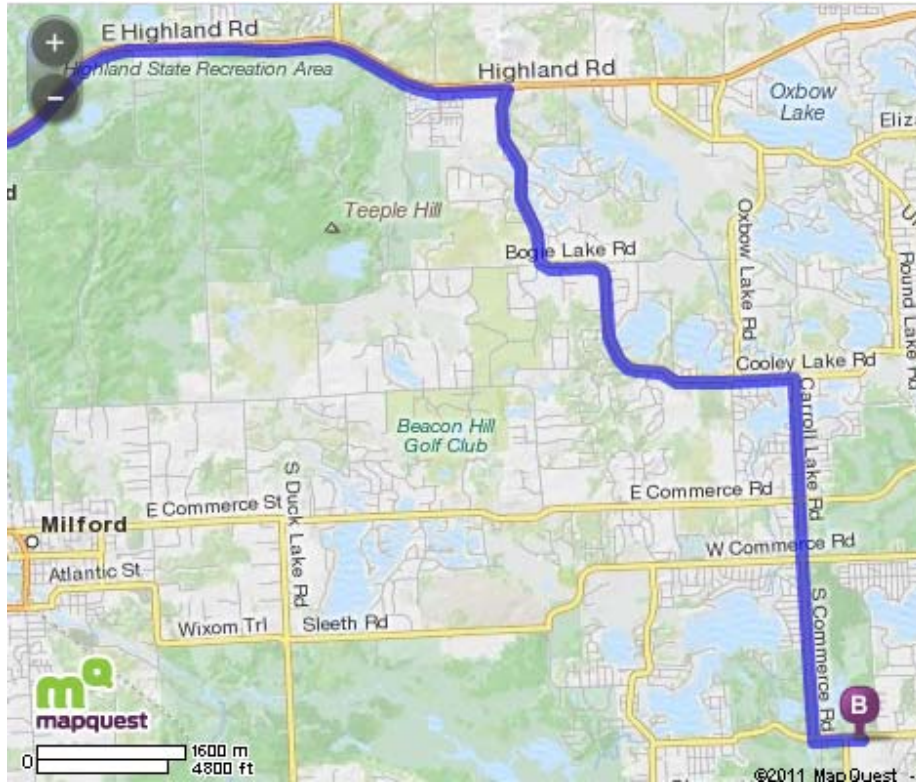 +
E Highland Rd
Highland State Recreation Area
−
Highland Rd
Oxbow
Lake
Eliz
d
Teeple Hill
Bogie Lake Rd
Oxbow Lake Rd
Round Lake Rd
Cooley Lake Rd
Carroll Lake Rd
Beacon Hill
Golf Club
S Duck Lake Rd
E Commerce St
E Commerce Rd
Milford
W Commerce Rd
Atlantic St
S Commerce Rd
Wixom Trl
Sleeth Rd
mq
mapquest
B
0
1600 m
4800 ft
©2011 MapQuest